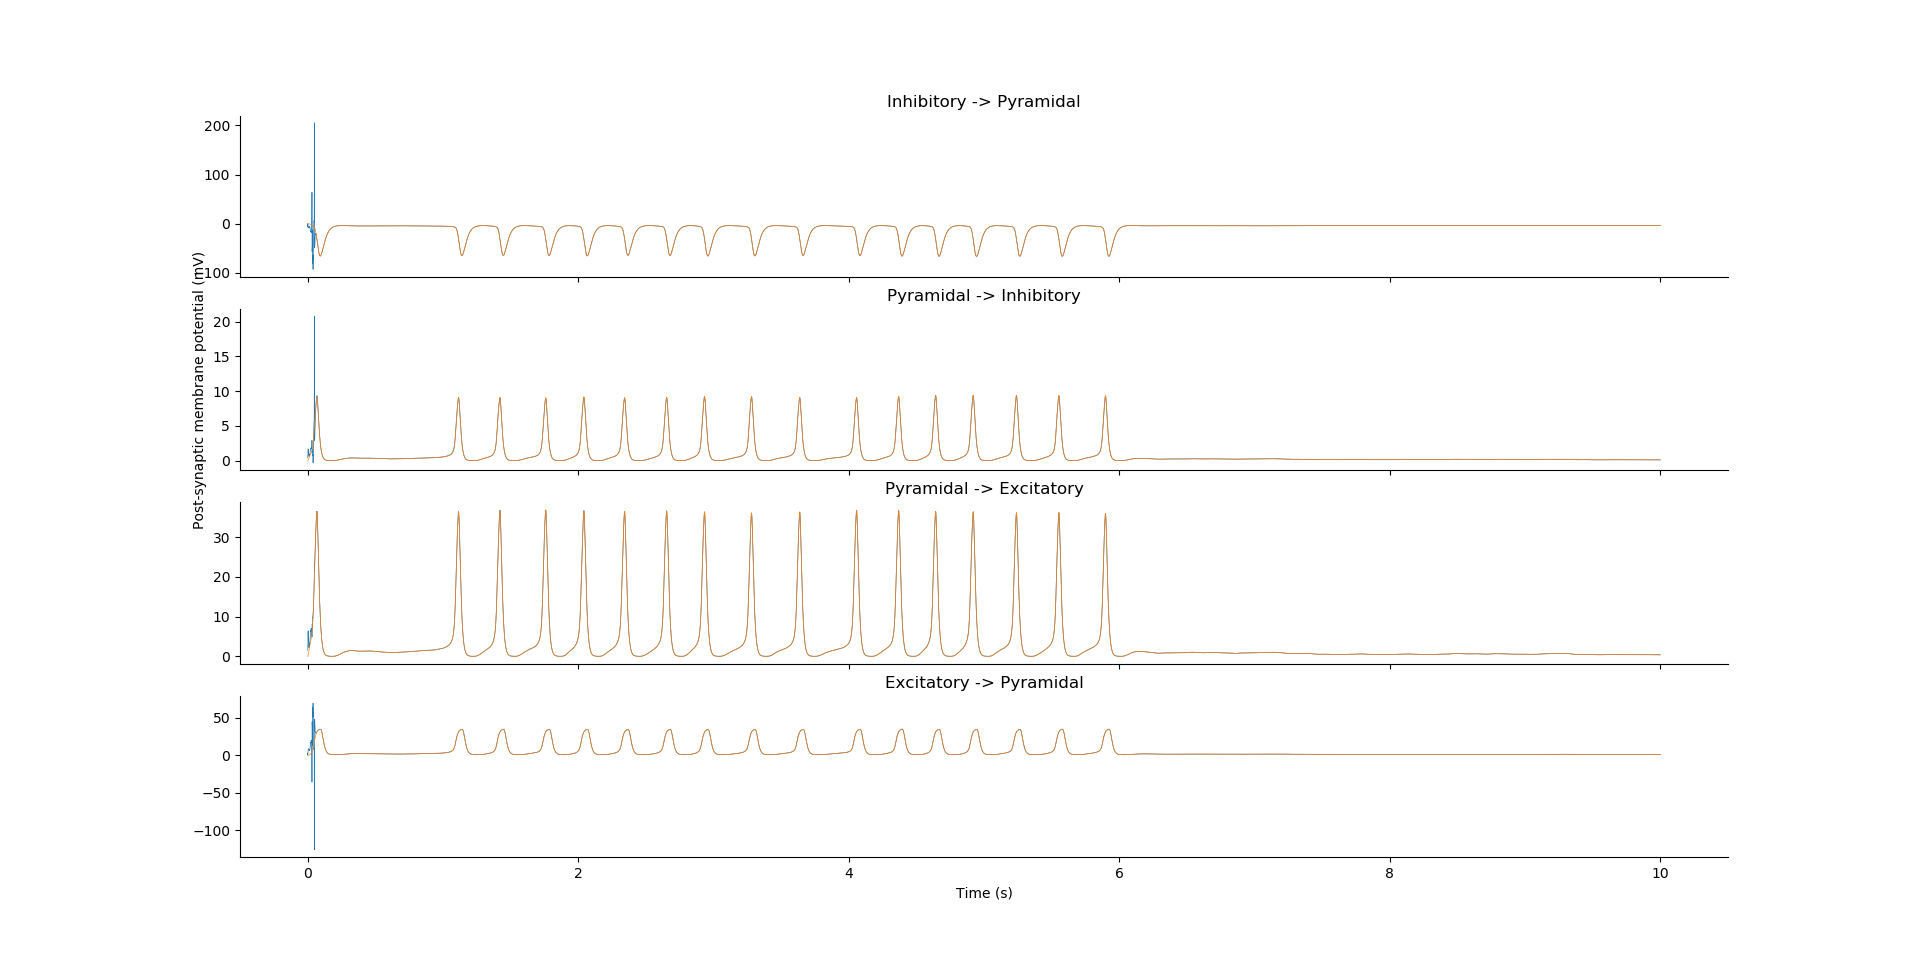 Inhibitory -> Pyramidal
200
100
0
100
Pyramidal -> Inhibitory
20
15
10
5
0
Post-synaptic membrane potential (mV)
Pyramidal -> Excitatory
30
20
10
0
Excitatory -> Pyramidal
50
0
−50
−100
0 2 4 6 8 10
Time (s)